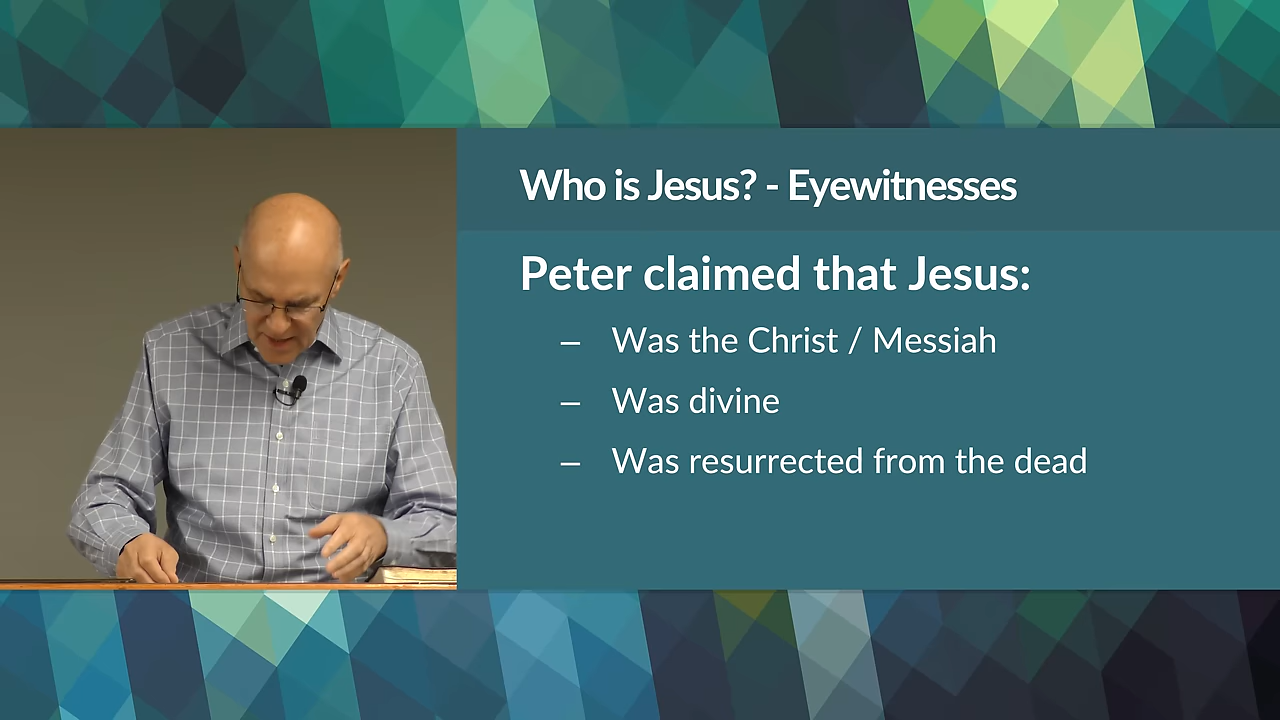 Who is Jesus? - Eyewitnesses
Peter claimed that Jesus:
– Was the Christ / Messiah
– Was divine
– Was resurrected from the dead